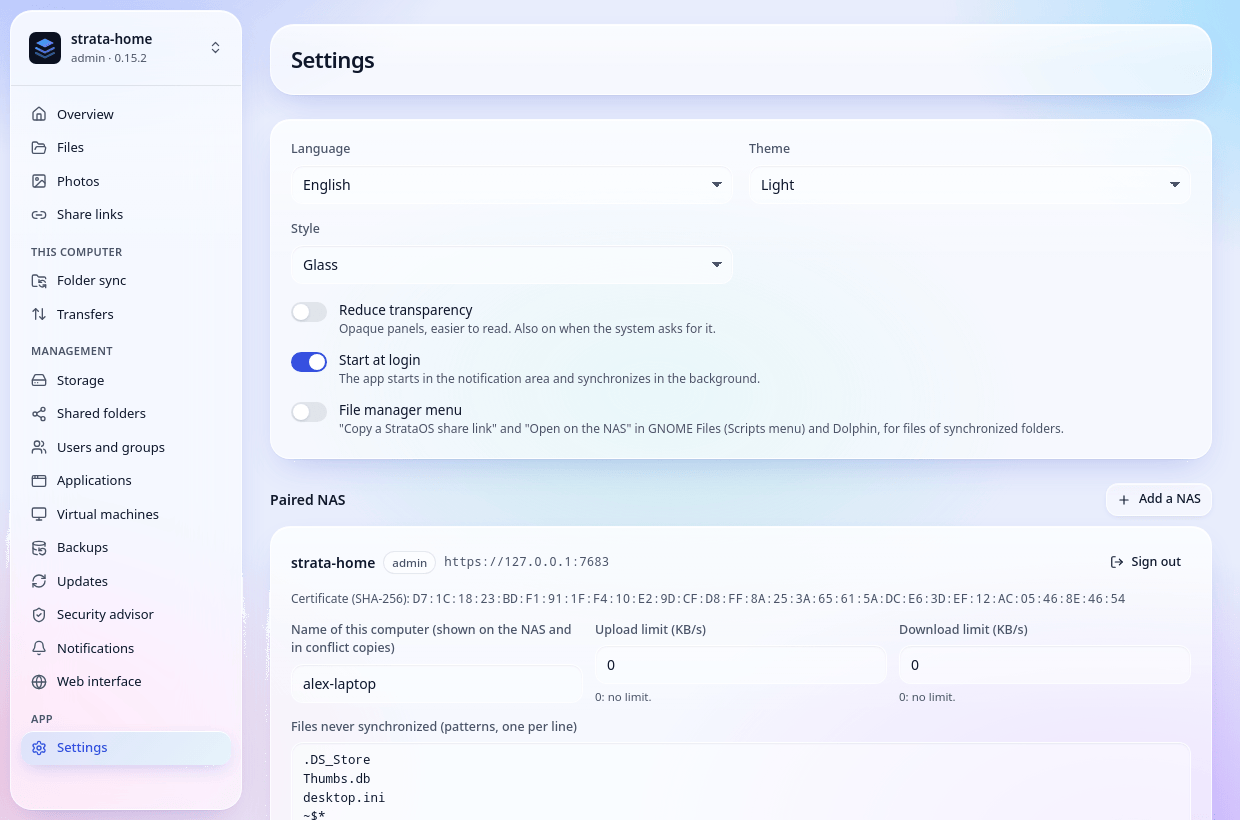 strata-home
admin · 0.15.2
Overview
Files
Photos
Share links
THIS COMPUTER
Folder sync
Transfers
MANAGEMENT
Storage
Shared folders
Users and groups
Applications
Virtual machines
Backups
Updates
Security advisor
Notifications
Web interface
APP
Settings
Settings
Language
Theme
English
Light
Style
Glass
Reduce transparency
Opaque panels, easier to read. Also on when the system asks for it.
Start at login
The app starts in the notification area and synchronizes in the background.
File manager menu
"Copy a StrataOS share link" and "Open on the NAS" in GNOME Files (Scripts menu) and Dolphin, for files of synchronized folders.
Paired NAS
Add a NAS
strata-home admin https://127.0.0.1:7683
Sign out
Certificate (SHA-256): D7:1C:18:23:BD:F1:91:1F:F4:10:E2:9D:CF:D8:FF:8A:25:3A:65:61:5A:DC:E6:3D:EF:12:AC:05:46:8E:46:54
Name of this computer (shown on the NAS and
in conflict copies)
alex-laptop
Upload limit (KB/s)
0
0: no limit.
Download limit (KB/s)
0
0: no limit.
Files never synchronized (patterns, one per line)
.DS_Store
Thumbs.db
desktop.ini
~$*